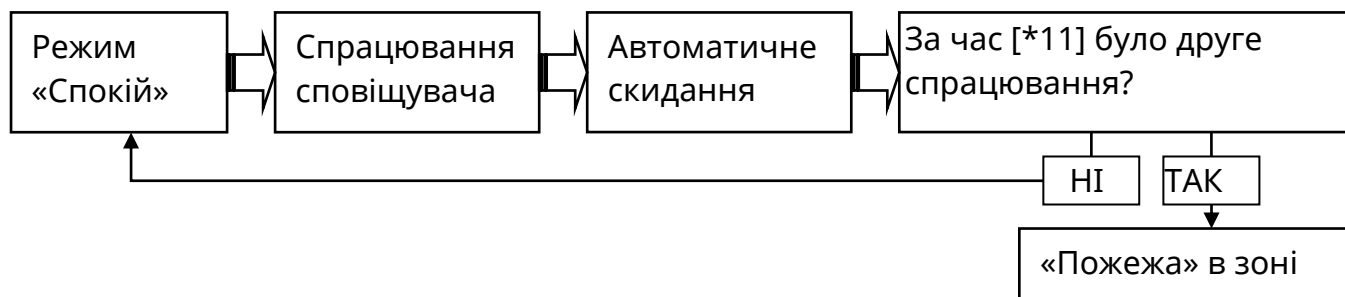 Режим
«Спокій»
Спрацювання
сповіщувача
Автоматичне
скидання
За час [*11] було друге
спрацювання?
НІ
ТАК
«Пожежа» в зоні